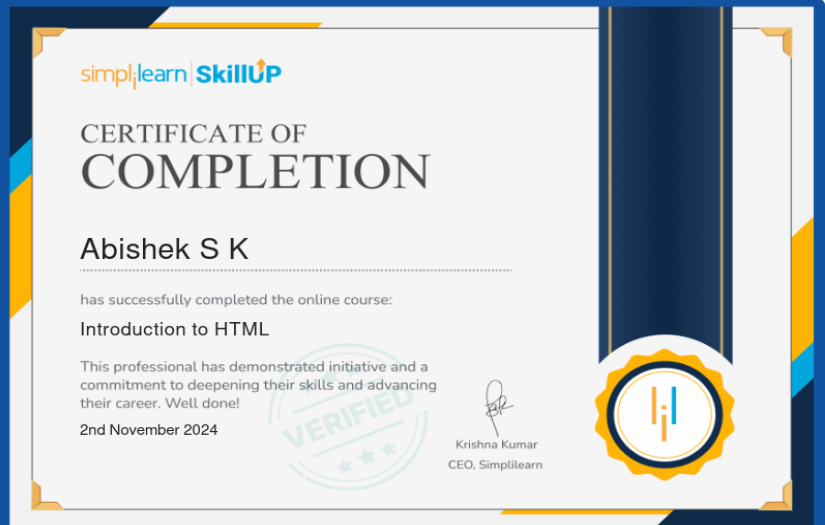 simplilearn | SkillUP
CERTIFICATE OF
COMPLETION
Abishek S K
has successfully completed the online course:
Introduction to HTML
This professional has demonstrated initiative and a
commitment to deepening their skills and advancing
their career. Well done!
2nd November 2024
VERIFIED
Krishna Kumar
CEO, Simplilearn